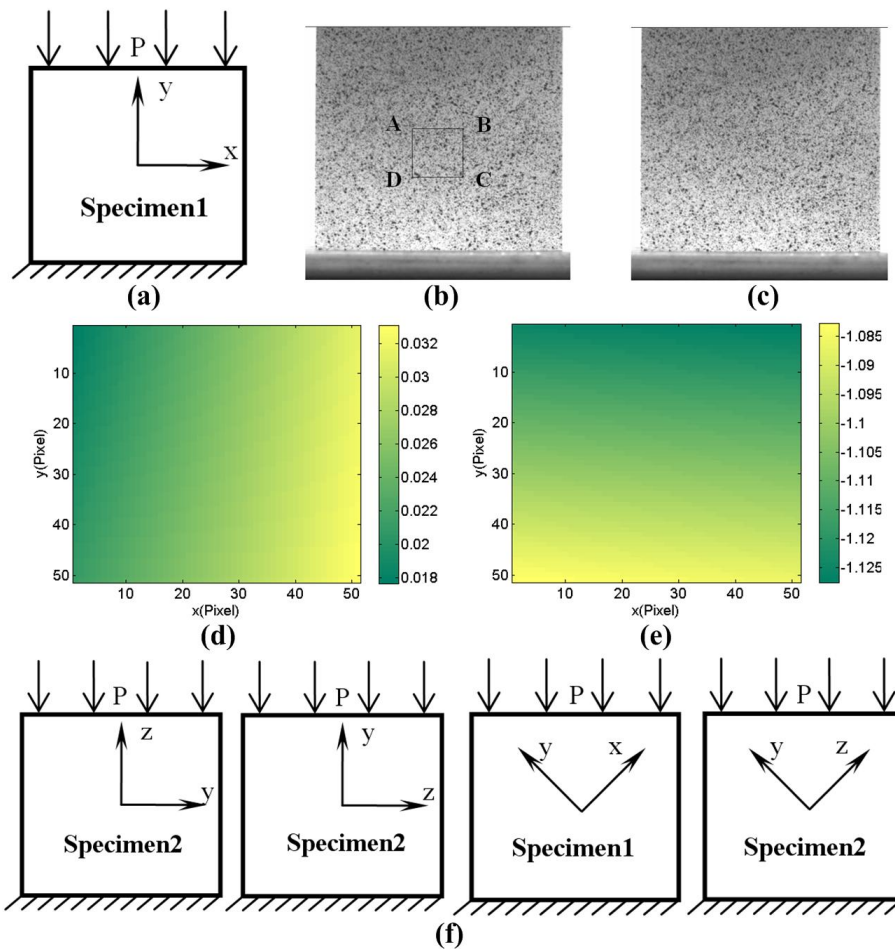 P
y
x
Specimen1
(a)
A B
D C
(b)
(c)
10
20
30
40
50
y(Pixel)
10 20 30 40 50
x(Pixel)
0.032
0.03
0.028
0.026
0.024
0.022
0.02
0.018
(d)
10
20
30
40
50
y(Pixel)
10 20 30 40 50
x(Pixel)
-1.085
-1.09
-1.095
-1.1
-1.105
-1.11
-1.115
-1.12
-1.125
(e)
P
z
y
Specimen2
P
y
z
Specimen2
P
y x
Specimen1
P
y z
Specimen2
(f)